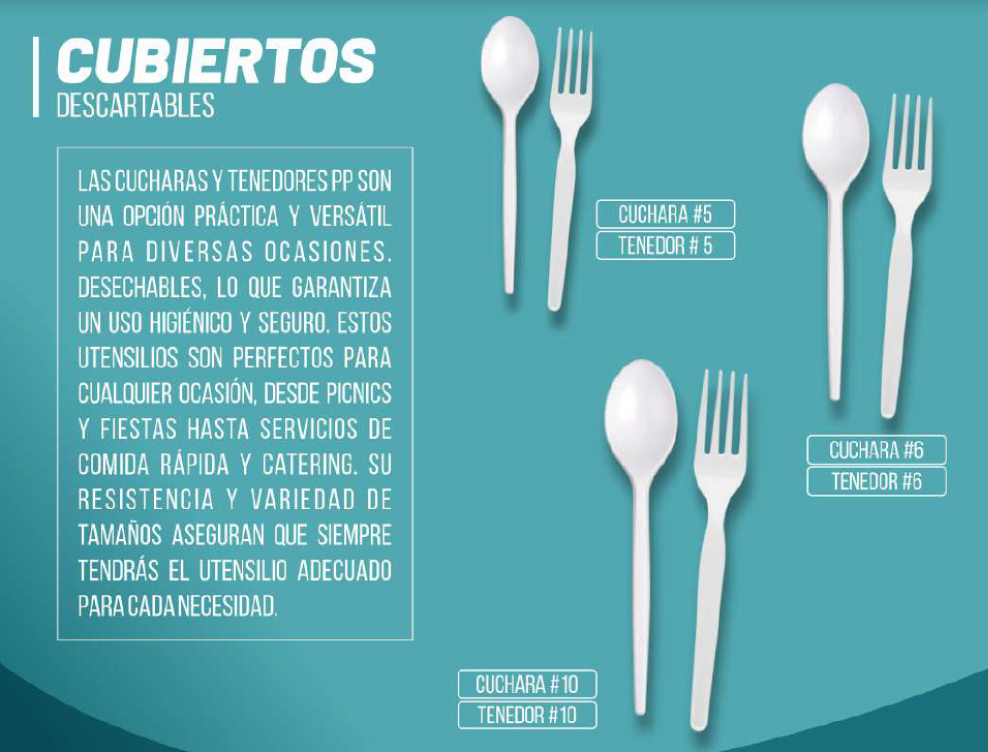 CUBIERTOS
DESCARTABLES
LAS CUCHARAS Y TENEDORES PP SON
UNA OPCIÓN PRÁCTICA Y VERSÁTIL
PARA DIVERSAS OCASIONES.
DESECHABLES, LO QUE GARANTIZA
UN USO HIGIÉNICO Y SEGURO. ESTOS
UTENSILIOS SON PERFECTOS PARA
CUALQUIER OCASIÓN, DESDE PICNICS
Y FIESTAS HASTA SERVICIOS DE
COMIDA RÁPIDA Y CATERING. SU
RESISTENCIA Y VARIEDAD DE
TAMAÑOS ASEGURAN QUE SIEMPRE
TENDRÁS EL UTENSILIO ADECUADO
PARA CADA NECESIDAD.
CUCHARA #5
TENEDOR # 5
CUCHARA #6
TENEDOR #6
CUCHARA #10
TENEDOR #10